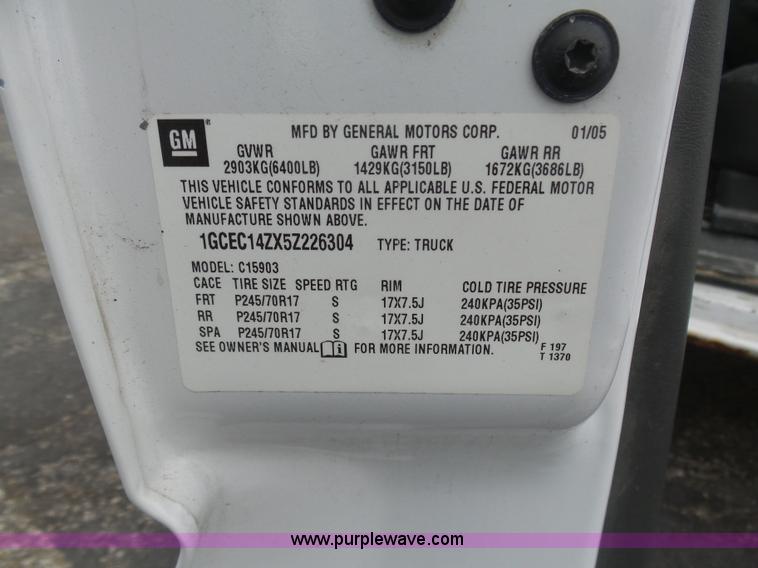 GM
MFD BY GENERAL MOTORS CORP. 01/05
GVWR GAWR FRT GAWR RR
2903KG(6400LB) 1429KG(3150LB) 1672KG(3686LB)
THIS VEHICLE CONFORMS TO ALL APPLICABLE U.S. FEDERAL MOTOR
VEHICLE SAFETY STANDARDS IN EFFECT ON THE DATE OF
MANUFACTURE SHOWN ABOVE.
1GCEC14ZX5Z226304 TYPE: TRUCK
MODEL: C15903
CACE TIRE SIZE SPEED RTG RIM COLD TIRE PRESSURE
FRT P245/70R17 S 17X7.5J 240KPA(35PSI)
RR P245/70R17 S 17X7.5J 240KPA(35PSI)
SPA P245/70R17 S 17X7.5J 240KPA(35PSI)
SEE OWNER'S MANUAL FOR MORE INFORMATION. F 197
T 1370
www.purplewave.com